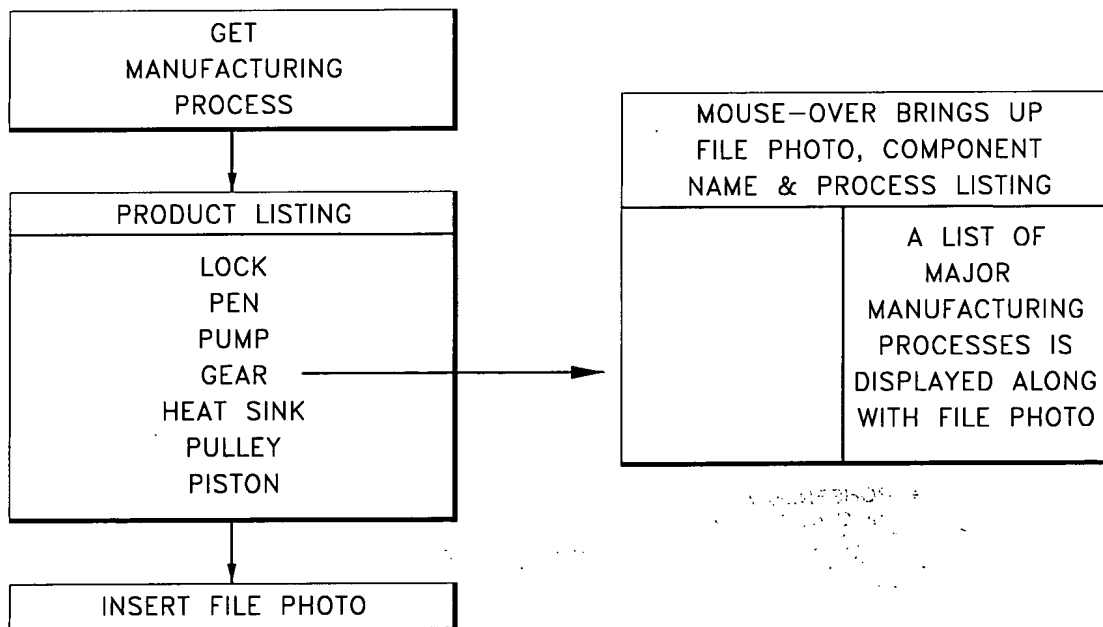 GET
MANUFACTURING
PROCESS
PRODUCT LISTING
LOCK
PEN
PUMP
GEAR
HEAT SINK
PULLEY
PISTON
INSERT FILE PHOTO
MOUSE–OVER BRINGS UP
FILE PHOTO, COMPONENT
NAME & PROCESS LISTING
A LIST OF
MAJOR
MANUFACTURING
PROCESSES IS
DISPLAYED ALONG
WITH FILE PHOTO